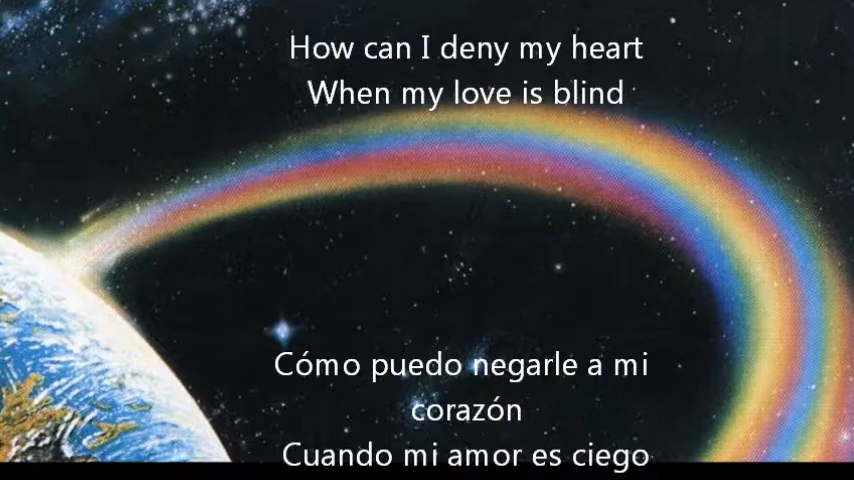 How can I deny my heart
When my love is blind
Cómo puedo negarle a mi
corazón
Cuando mi amor es ciego